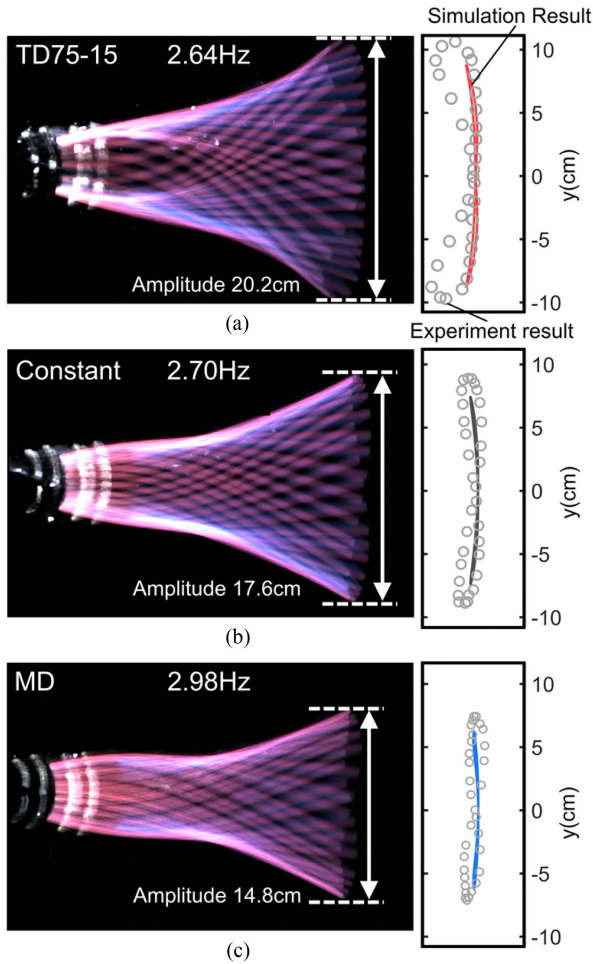 Simulation Result
TD75-15 2.64Hz
10
5
0
-5
-10
y(cm)
Amplitude 20.2cm
(a)
Experiment result
Constant 2.70Hz
10
5
0
-5
-10
y(cm)
Amplitude 17.6cm
(b)
MD 2.98Hz
10
5
0
-5
-10
y(cm)
Amplitude 14.8cm
(c)